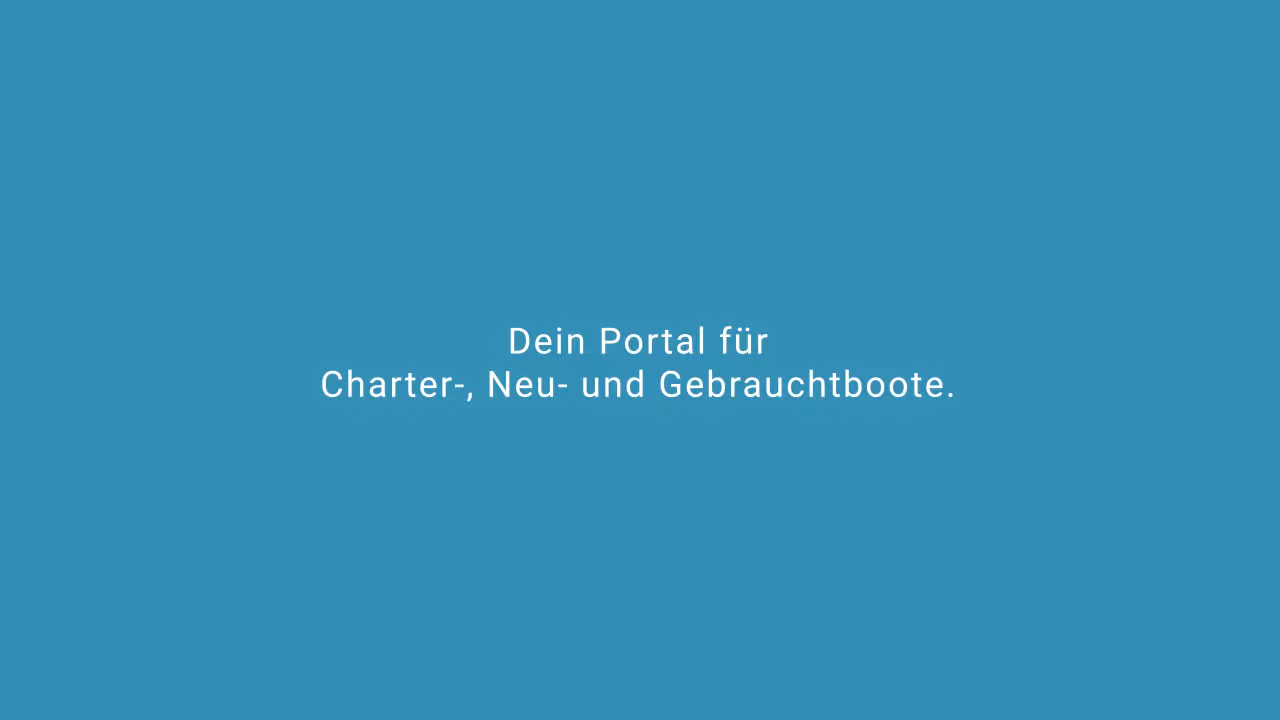 Dein Portal für
Charter-, Neu- und Gebrauchtboote.